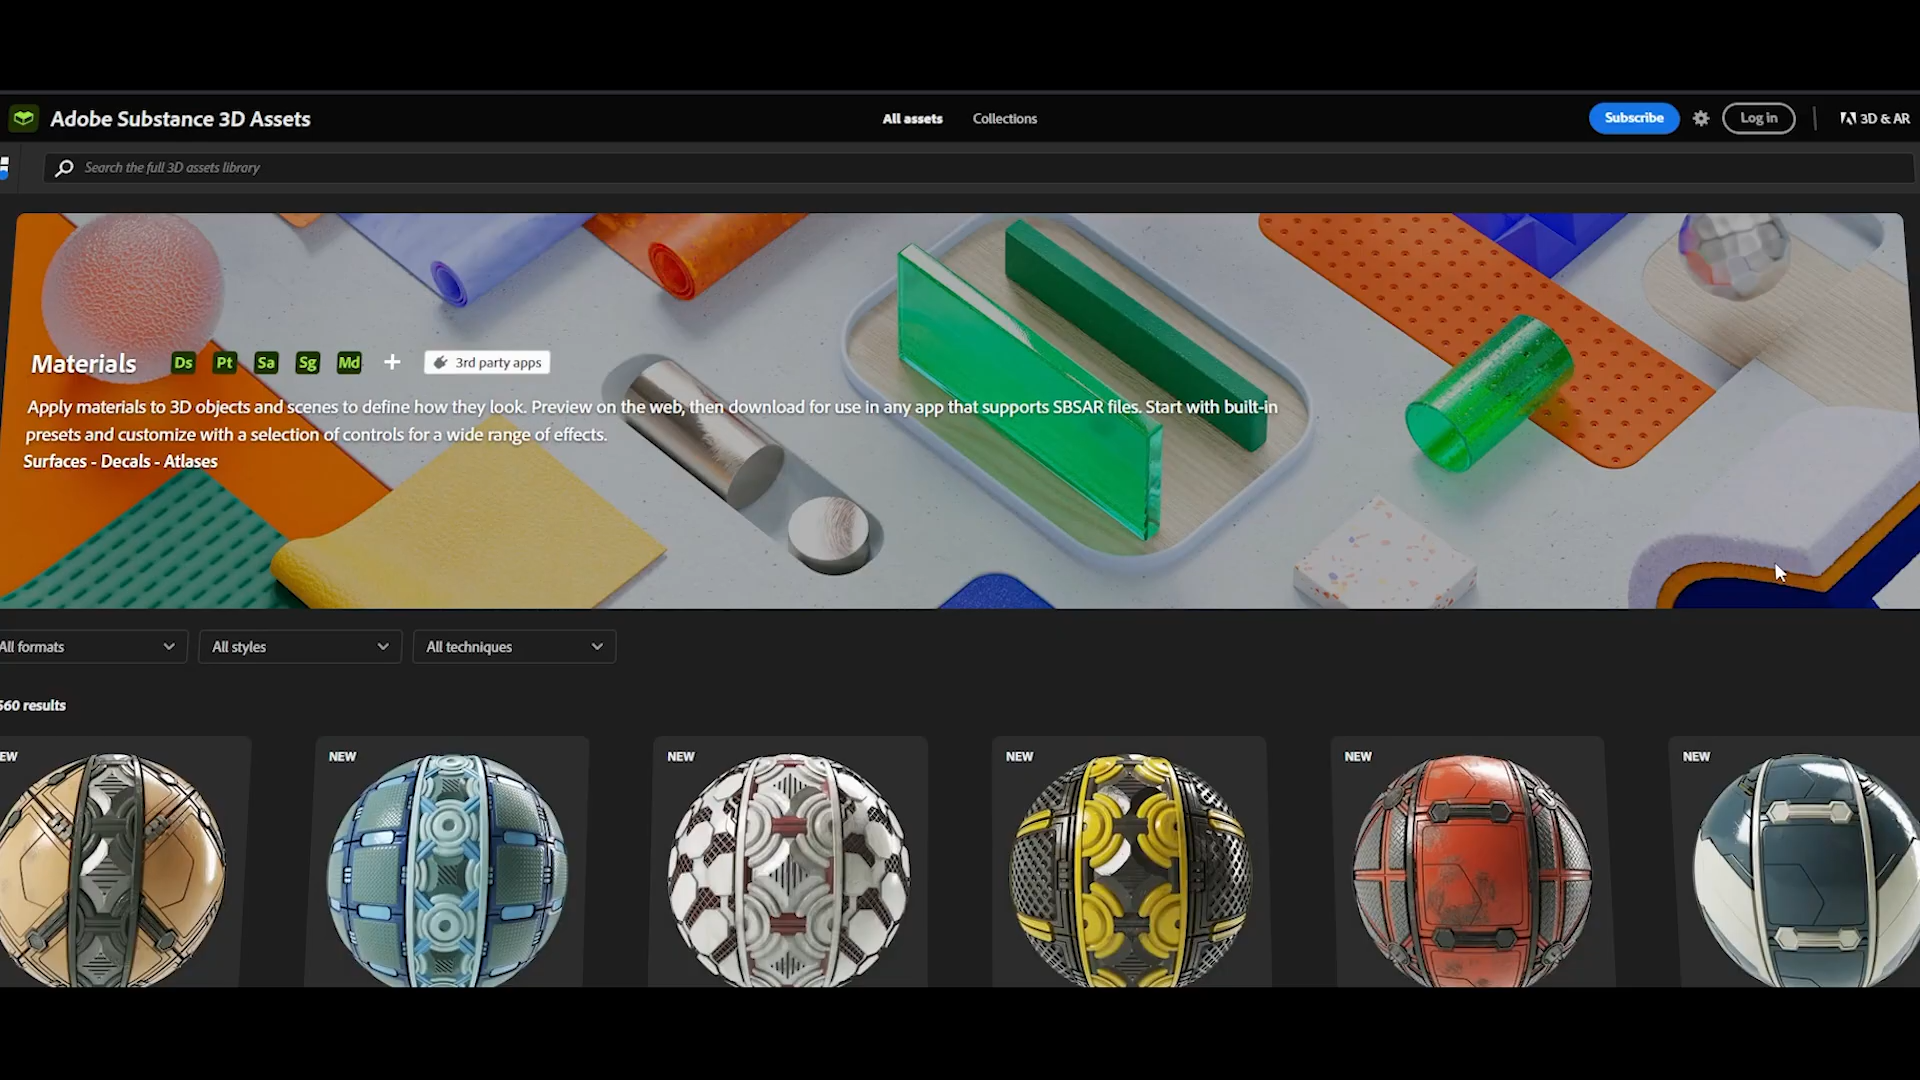 Adobe Substance 3D Assets
All assets
Collections
Subscribe
Log in
3D & AR
Search the full 3D assets library
Materials
Ds
Pt
Sa
Sg
Md
3rd party apps
Apply materials to 3D objects and scenes to define how they look. Preview on the web, then download for use in any app that supports SBSAR files. Start with built-in
presets and customize with a selection of controls for a wide range of effects.
Surfaces - Decals - Atlases
All formats
All styles
All techniques
results
NEW
NEW
NEW
NEW
NEW